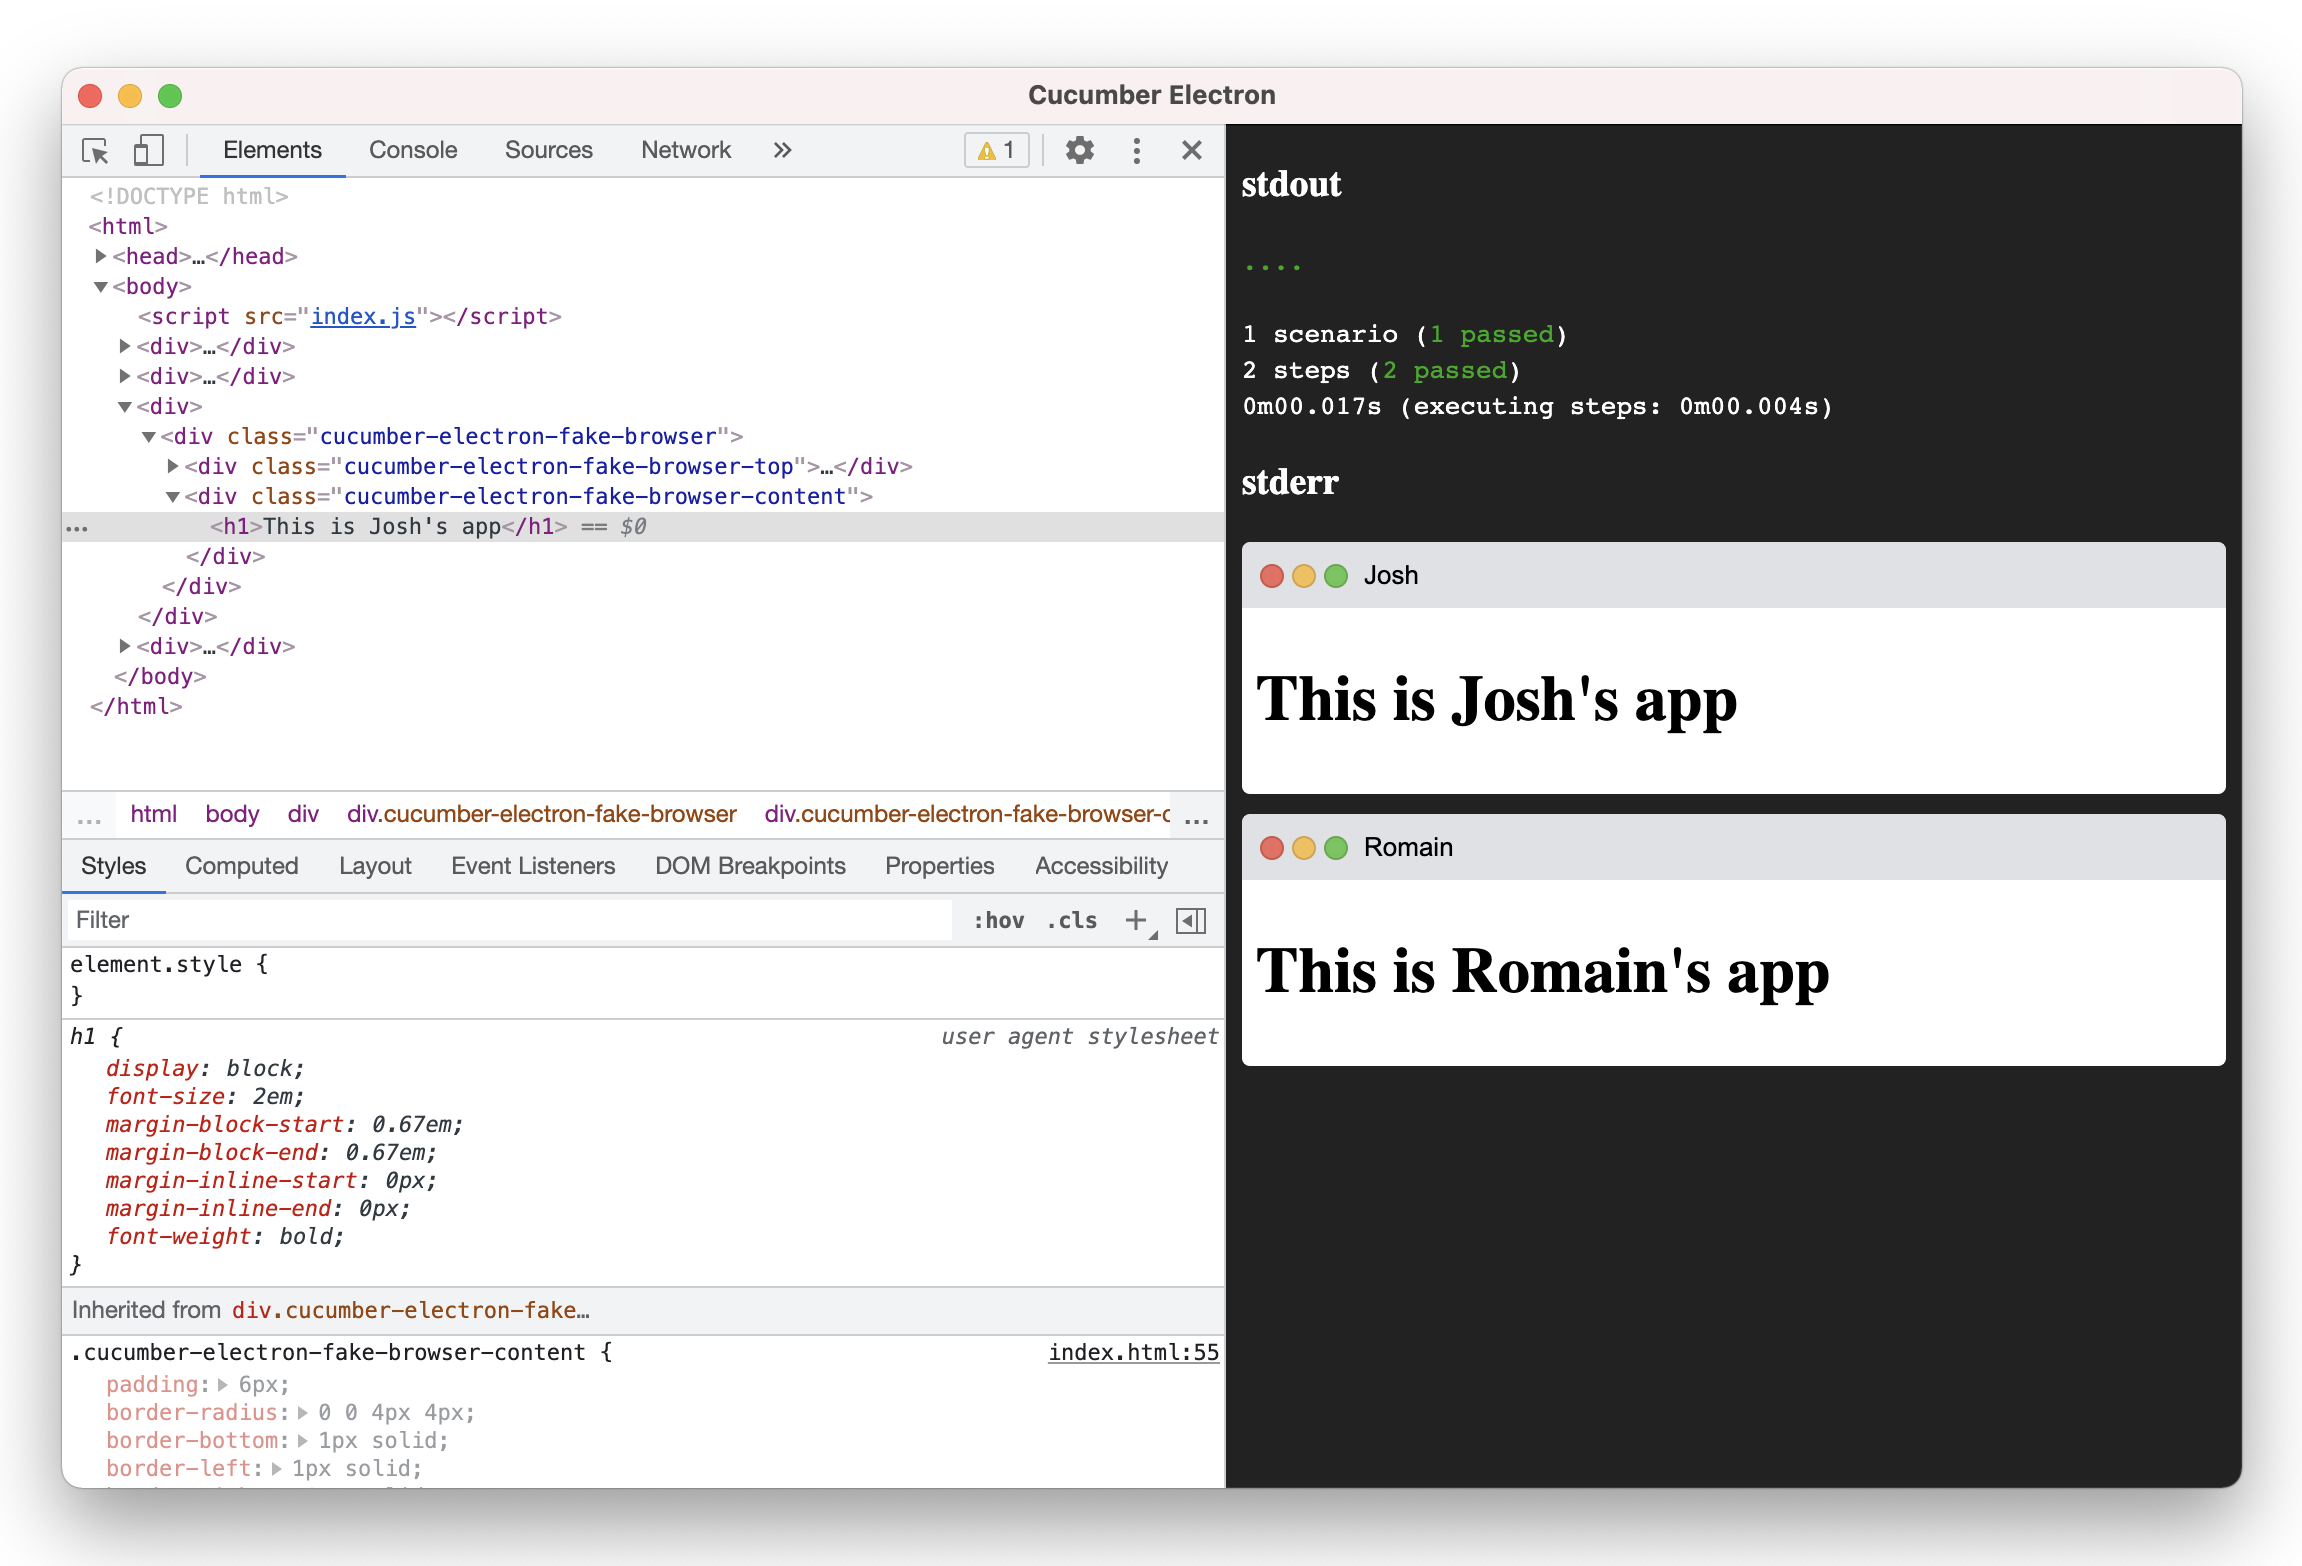 Cucumber Electron
Elements Console Sources Network » 1
<!DOCTYPE html>
<html>
<head>…</head>
<body>
<script src="index.js"></script>
<div>…</div>
<div>…</div>
<div>
<div class="cucumber-electron-fake-browser">
<div class="cucumber-electron-fake-browser-top">…</div>
<div class="cucumber-electron-fake-browser-content">
… <h1>This is Josh's app</h1> == $0
</div>
</div>
</div>
<div>…</div>
</body>
</html>
… html body div div.cucumber-electron-fake-browser div.cucumber-electron-fake-browser-c …
Styles Computed Layout Event Listeners DOM Breakpoints Properties Accessibility
Filter :hov .cls +
element.style {
}
h1 { user agent stylesheet
display: block;
font-size: 2em;
margin-block-start: 0.67em;
margin-block-end: 0.67em;
margin-inline-start: 0px;
margin-inline-end: 0px;
font-weight: bold;
}
Inherited from div.cucumber-electron-fake…
.cucumber-electron-fake-browser-content { index.html:55
padding: 6px;
border-radius: 0 0 4px 4px;
border-bottom: 1px solid;
border-left: 1px solid;
stdout
....
1 scenario (1 passed)
2 steps (2 passed)
0m00.017s (executing steps: 0m00.004s)
stderr
Josh
This is Josh's app
Romain
This is Romain's app